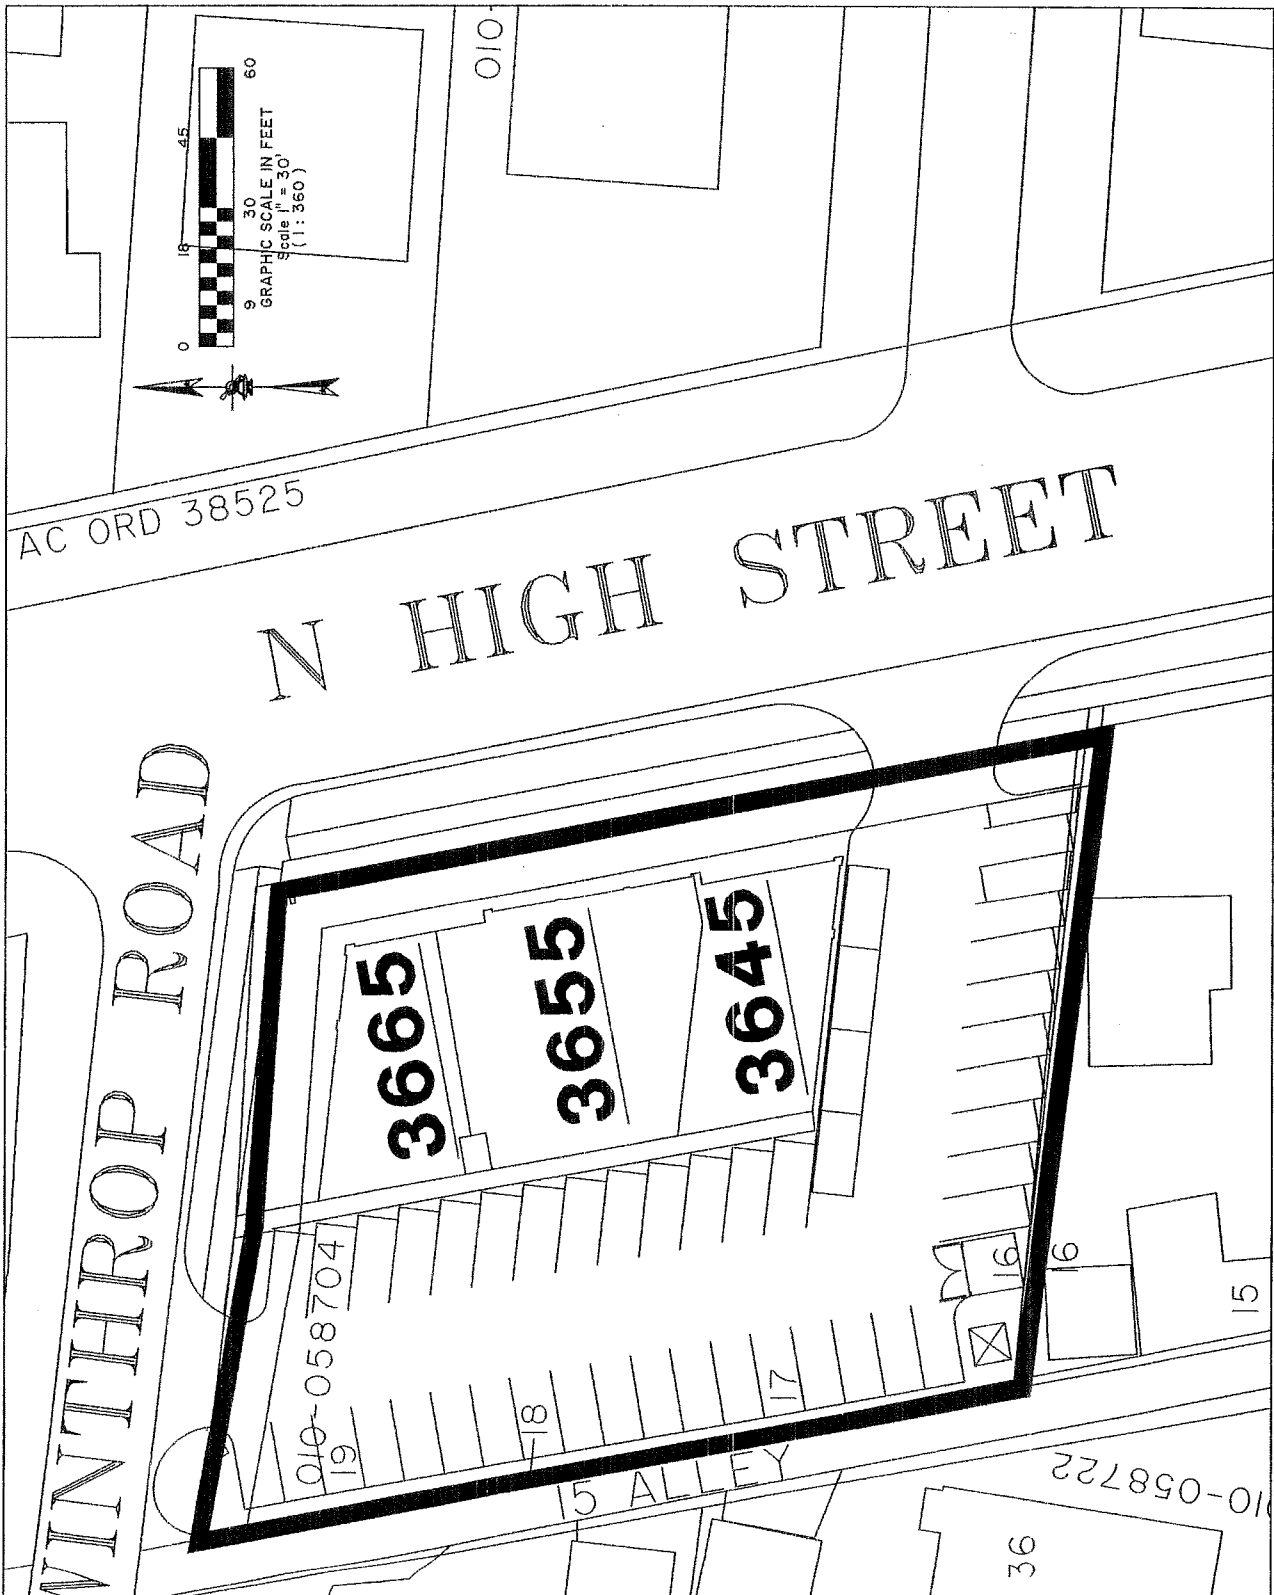 0
9
18
30
45
60
GRAPHIC SCALE IN FEET
Scale 1" = 30'
(1 : 360)
010-
AC ORD 38525
N HIGH STREET
WINTHROP ROAD
3665
3655
3645
010-058704
19
18
17
16
16
15
15 ALLEY
010-058722
36